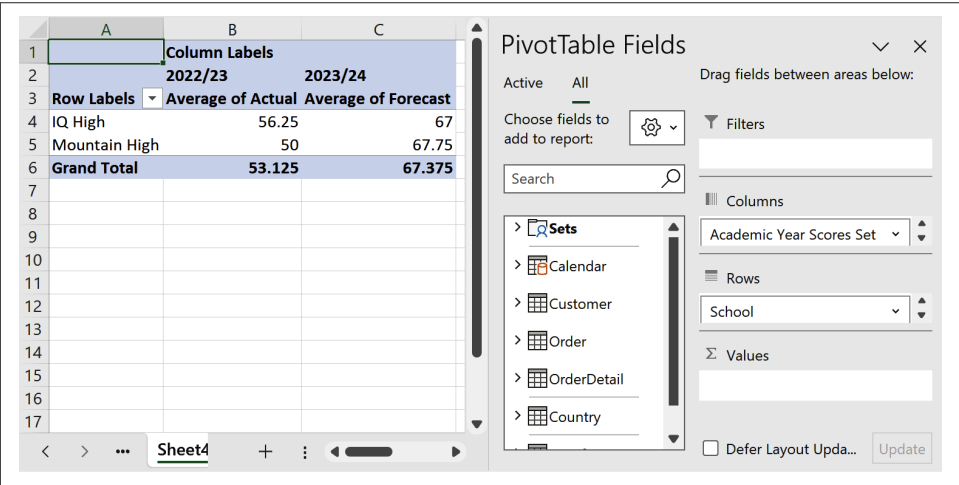 A B C
1 Column Labels
2 2022/23 2023/24
3 Row Labels Average of Actual Average of Forecast
4 IQ High 56.25 67
5 Mountain High 50 67.75
6 Grand Total 53.125 67.375
7
8
9
10
11
12
13
14
15
16
17
Sheet4
PivotTable Fields
Active All
Choose fields to
add to report:
Search
Sets
Calendar
Customer
Order
OrderDetail
Country
Drag fields between areas below:
Filters
Columns
Academic Year Scores Set
Rows
School
Σ Values
Defer Layout Upda... Update